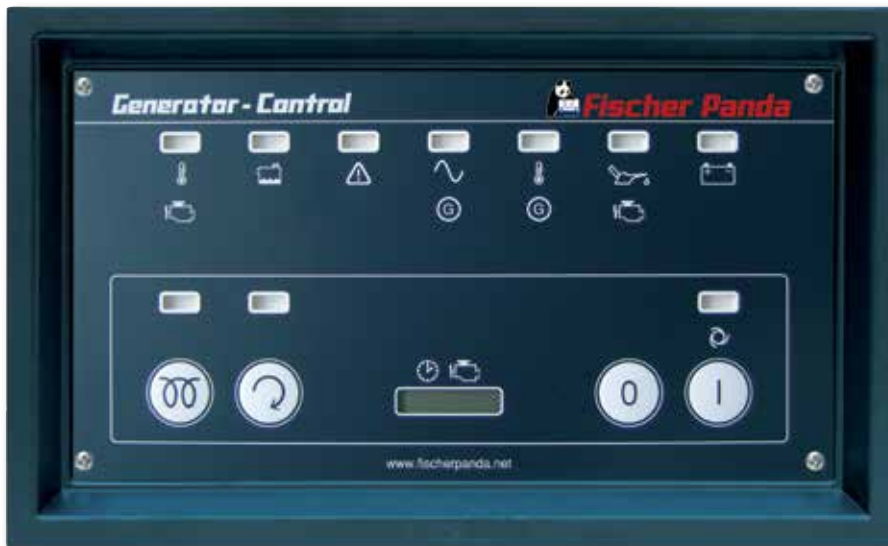 Generator - Control
Fischer Panda
G
G
0
I
www.fischerpanda.net